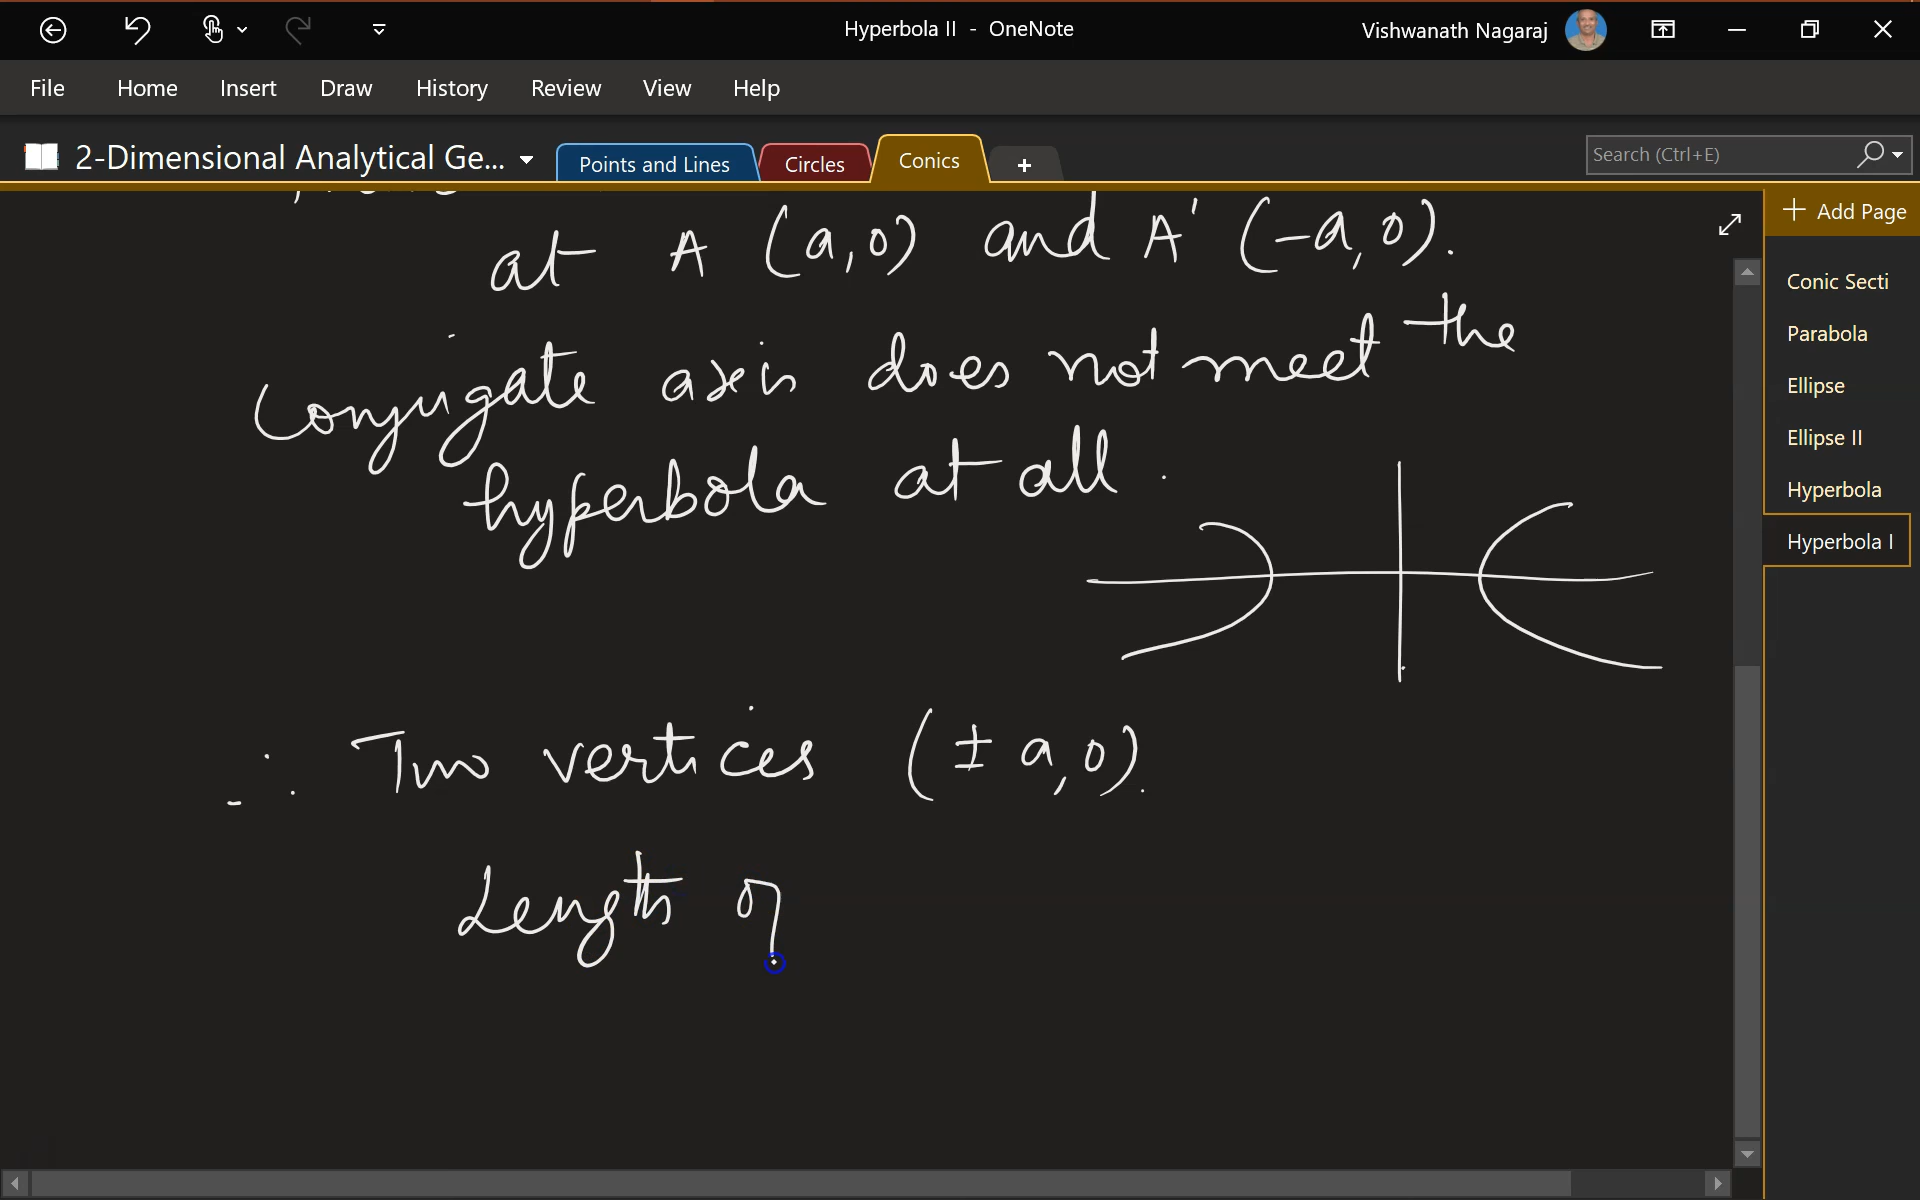 Hyperbola II - OneNote
Vishwanath Nagaraj
File Home Insert Draw History Review View Help
2-Dimensional Analytical Ge...
Points and Lines
Circles
Conics
+
Search (Ctrl+E)
+ Add Page
Conic Secti
Parabola
Ellipse
Ellipse II
Hyperbola
Hyperbola I
at A (a,0) and A' (-a,0).
Conjugate axis does not meet the
hyperbola at all.
∴ Two vertices (± a,0).
Length of